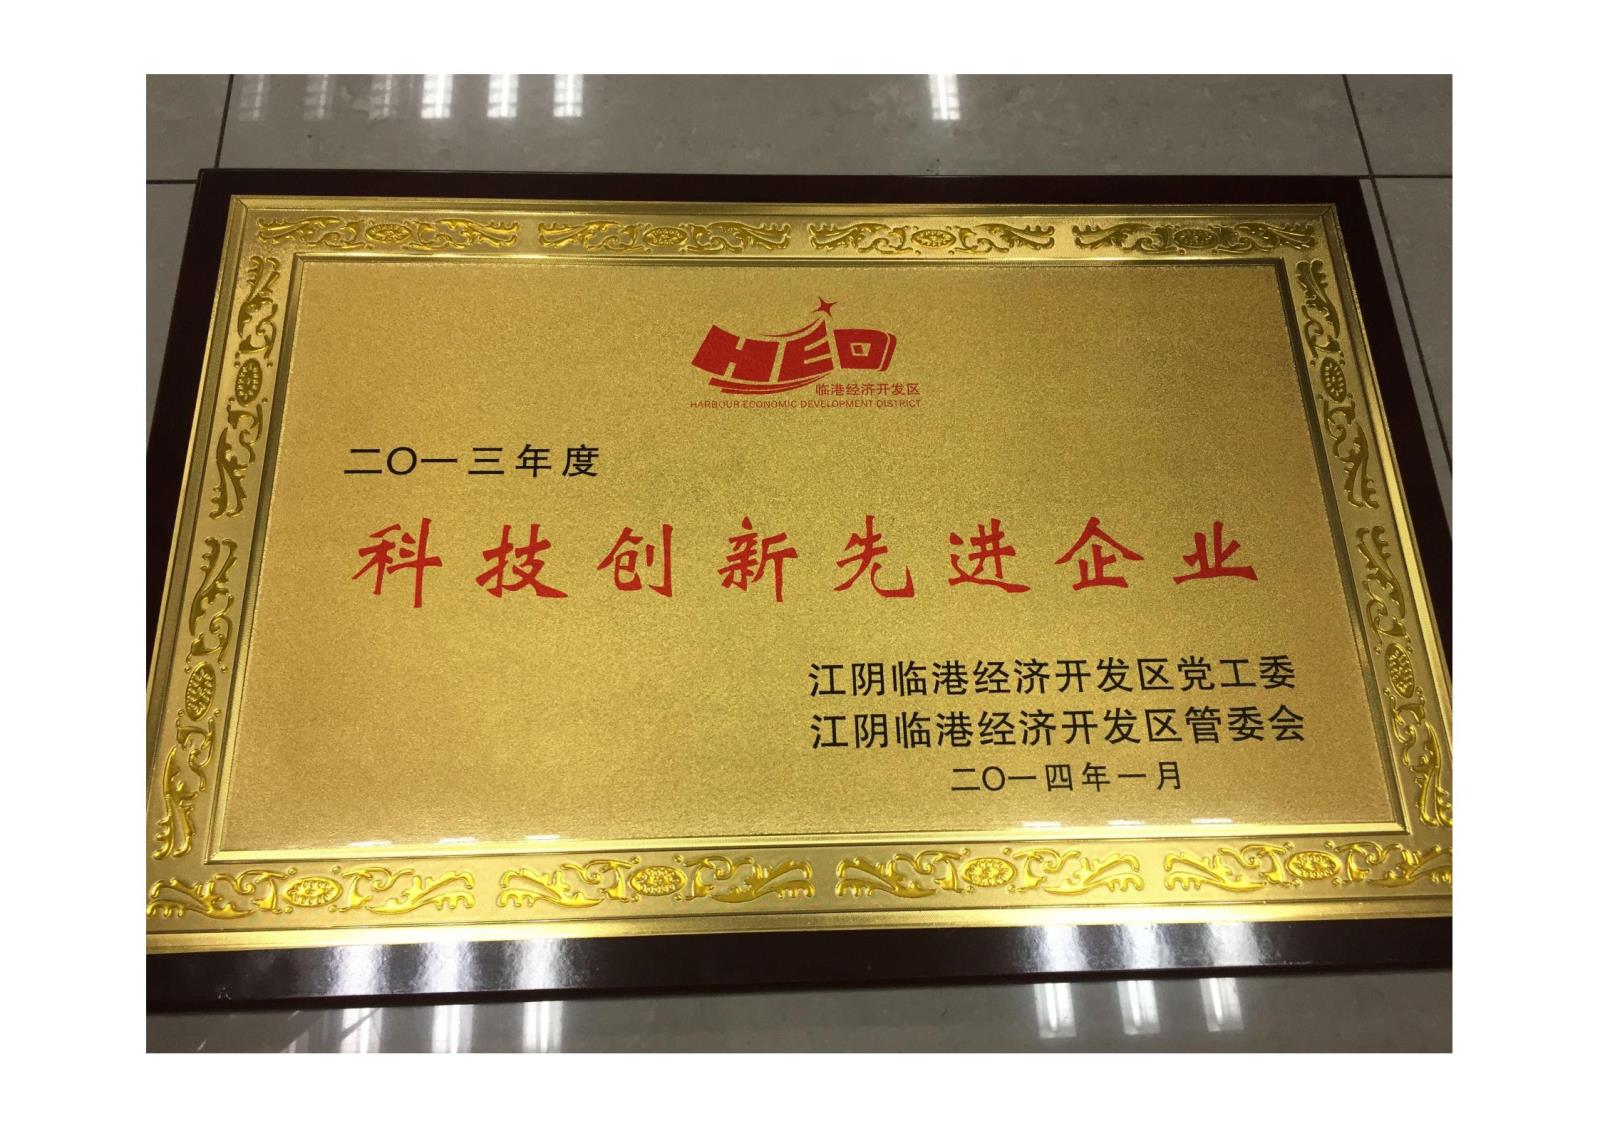 HED
临港经济开发区
HARBOUR ECONOMIC DEVELOPMENT DISTRICT
二〇一三年度
科技创新先进企业
江阴临港经济开发区党工委
江阴临港经济开发区管委会
二〇一四年一月